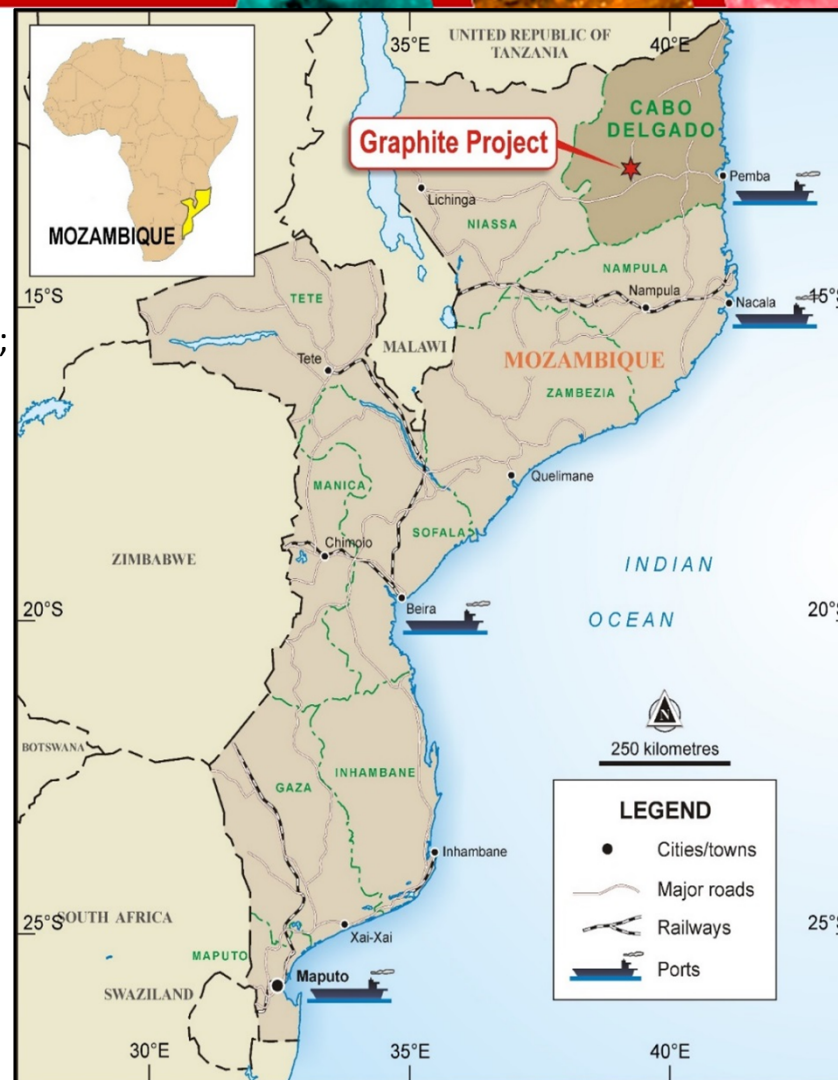 ;
35°E
40°E
UNITED REPUBLIC OF
TANZANIA
CABO
DELGADO
Graphite Project
Pemba
Lichinga
NIASSA
MOZAMBIQUE
NAMPULA
Nampula
15°S
15°S
Nacala
TETE
MALAWI
Tete
MOZAMBIQUE
ZAMBEZIA
Quelimane
MANICA
SOFALA
Chimoio
ZIMBABWE
INDIAN
OCEAN
Beira
20°S
20°S
N
250 kilometres
BOTSWANA
GAZA
INHAMBANE
LEGEND
Cities/towns
Major roads
Railways
Ports
Inhambane
SOUTH AFRICA
25°S
25°S
Xai-Xai
MAPUTO
Maputo
SWAZILAND
30°E
35°E
40°E